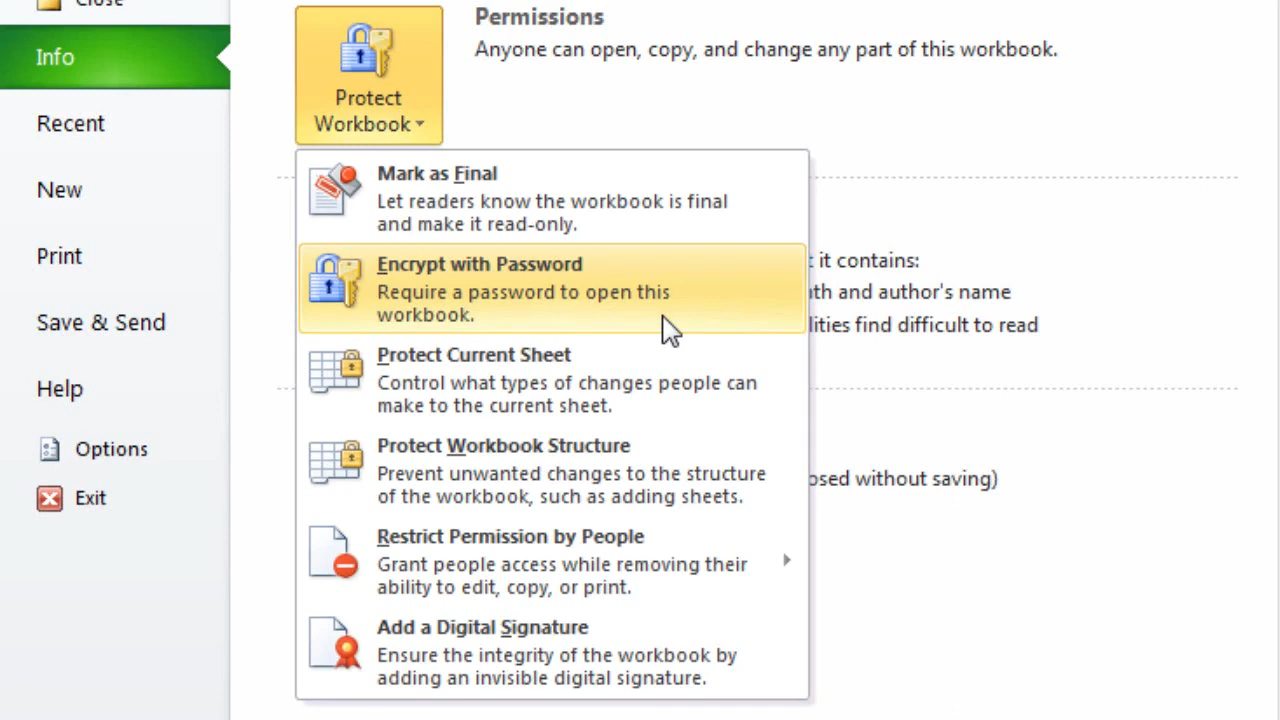 Close
Info
Recent
New
Print
Save & Send
Help
Options
Exit
Permissions
Anyone can open, copy, and change any part of this workbook.
Protect
Workbook
Mark as Final
Let readers know the workbook is final
and make it read-only.
Encrypt with Password
Require a password to open this
workbook.
Protect Current Sheet
Control what types of changes people can
make to the current sheet.
Protect Workbook Structure
Prevent unwanted changes to the structure
of the workbook, such as adding sheets.
Restrict Permission by People
Grant people access while removing their
ability to edit, copy, or print.
Add a Digital Signature
Ensure the integrity of the workbook by
adding an invisible digital signature.
it contains:
and author's name
find difficult to read
without saving)